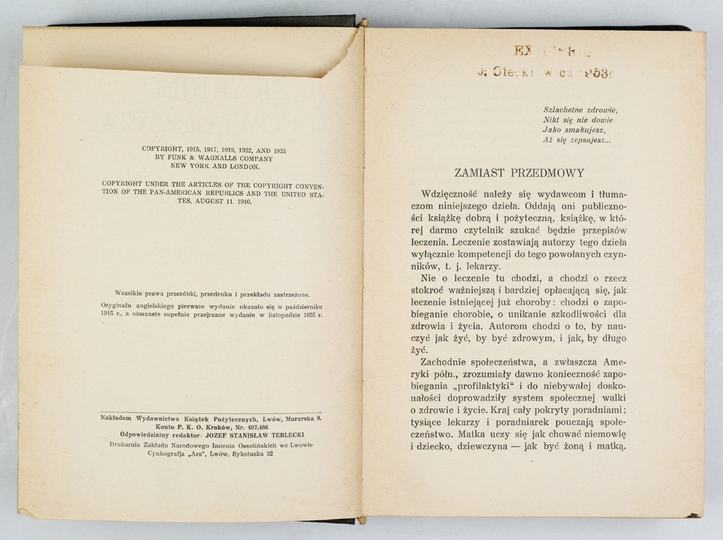 COPYRIGHT, 1915, 1917, 1919, 1922, AND 1925
BY FUNK & WAGNALLS COMPANY
NEW YORK AND LONDON.
COPYRIGHT UNDER THE ARTICLES OF THE COPYRIGHT CONVEN-
TION OF THE PAN-AMERICAN REPUBLICS AND THE UNITED STA-
TES, AUGUST 11. 1910.
Wszelkie prawa przeróbki, przedruku i przekładu zastrzeżone.
Oryginału angielskiego pierwsze wydanie okazało się w październiku
1915 r., a ośmnaste zupełnie przejrzane wydanie w listopadzie 1925 r.
Nakładem Wydawnictwa Książek Pożytecznych, Lwów, Murarska 9.
Konto P. K. O. Kraków, Nr. 407.486
Odpowiedziainy redaktor: JÓZEF STANISŁAW TERLECKI
Drukarnia Zakładu Narodowego Imienia Ossolińskich we Lwowie
Cynkografja „Ars", Lwów, Sykstuska 32
Szlachetne zdrowie,
Nikt się nie dowie
Jako smakujesz,
Aż się zepsujesz...
ZAMIAST PRZEDMOWY
Wdzięczność należy się wydawcom i tłuma-
czom niniejszego dzieła. Oddają oni publiczno-
ści książkę dobrą i pożyteczną, książkę, w któ-
rej darmo czytelnik szukać będzie przepisów
leczenia. Leczenie zostawiają autorzy tego dzieła
wyłącznie kompetencji do tego powołanych czyn-
ników, t. j. lekarzy.
Nie o leczenie tu chodzi, a chodzi o rzecz
stokroć ważniejszą i bardziej opłacającą się, jak
leczenie istniejącej już choroby: chodzi o zapo-
bieganie chorobie, o unikanie szkodliwości dla
zdrowia i życia. Autorom chodzi o to, by nau-
czyć jak żyć, by być zdrowym, i jak, by długo
żyć.
Zachodnie społeczeństwa, a zwłaszcza Ame-
ryki półn., zrozumiały dawno konieczność zapo-
biegania „profilaktyki" i do niebywałej dosko-
nałości doprowadziły system społecznej walki
o zdrowie i życie. Kraj cały pokryty poradniami;
tysiące lekarzy i poradniarek pouczają społe-
czeństwo. Matka uczy się jak chować niemowlę
i dziecko, dziewczyna — jak być żoną i matką.